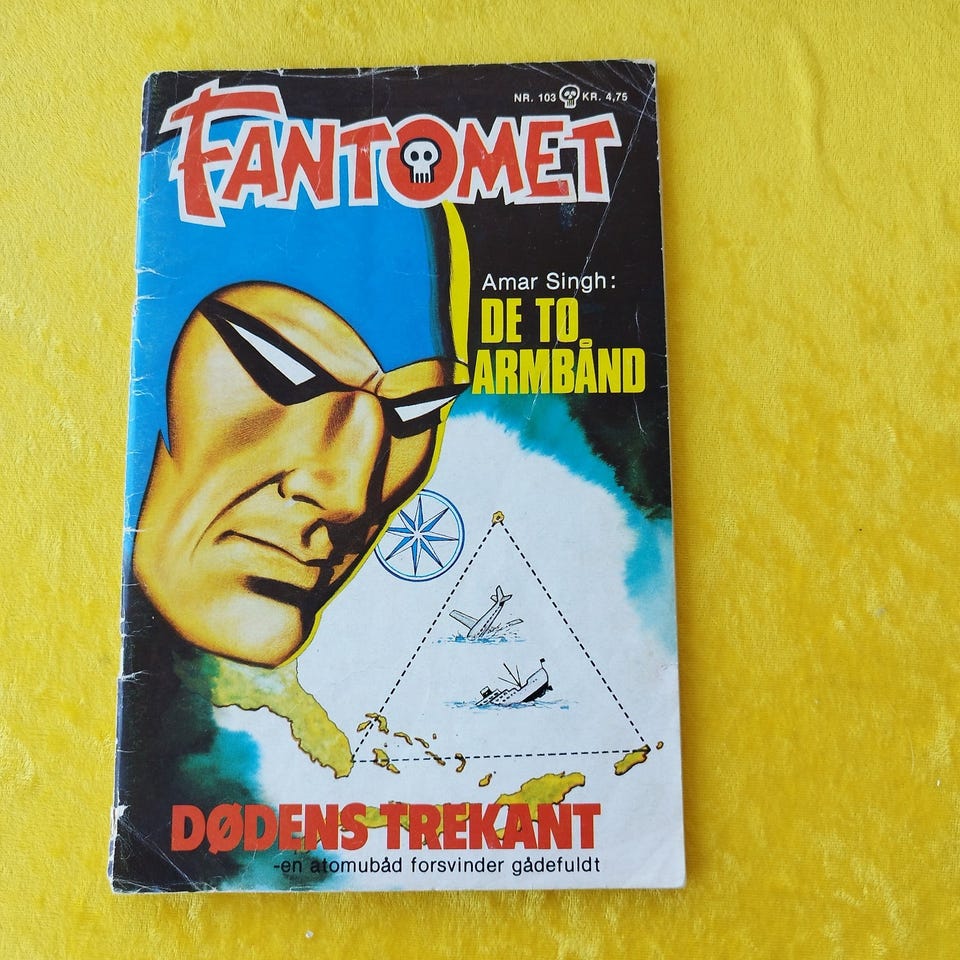 NR. 103 KR. 4,75
FANTOMET
Amar Singh:
DE TO
ARMBÅND
DØDENS TREKANT
-en atomubåd forsvinder gådefuldt